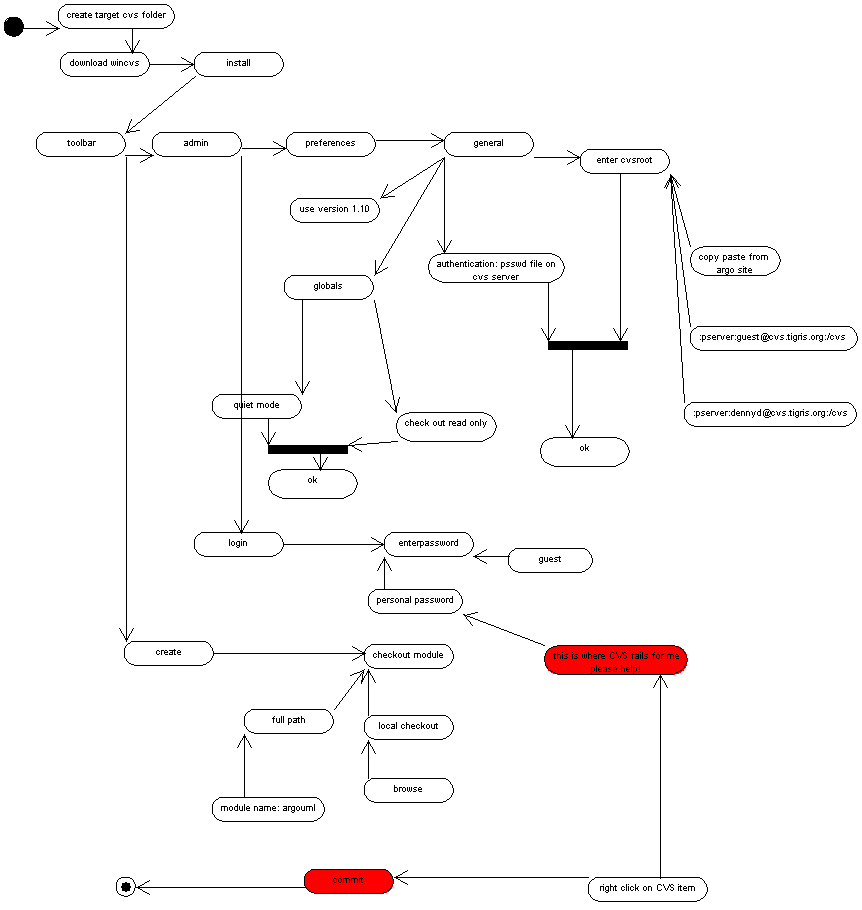 create target cvs folder
download wincvs
install
toolbar
admin
preferences
general
enter cvsroot
use version 1.10
authentication: psswd file on
cvs server
copy paste from
argo site
globals
:pserver:guest@cvs.tigris.org:/cvs
quiet mode
check out read only
:pserver:dennyd@cvs.tigris.org:/cvs
ok
ok
login
enterpassword
guest
personal password
create
checkout module
this is where CVS fails for me
please help!
full path
local checkout
module name: argouml
browse
commit
right click on CVS item